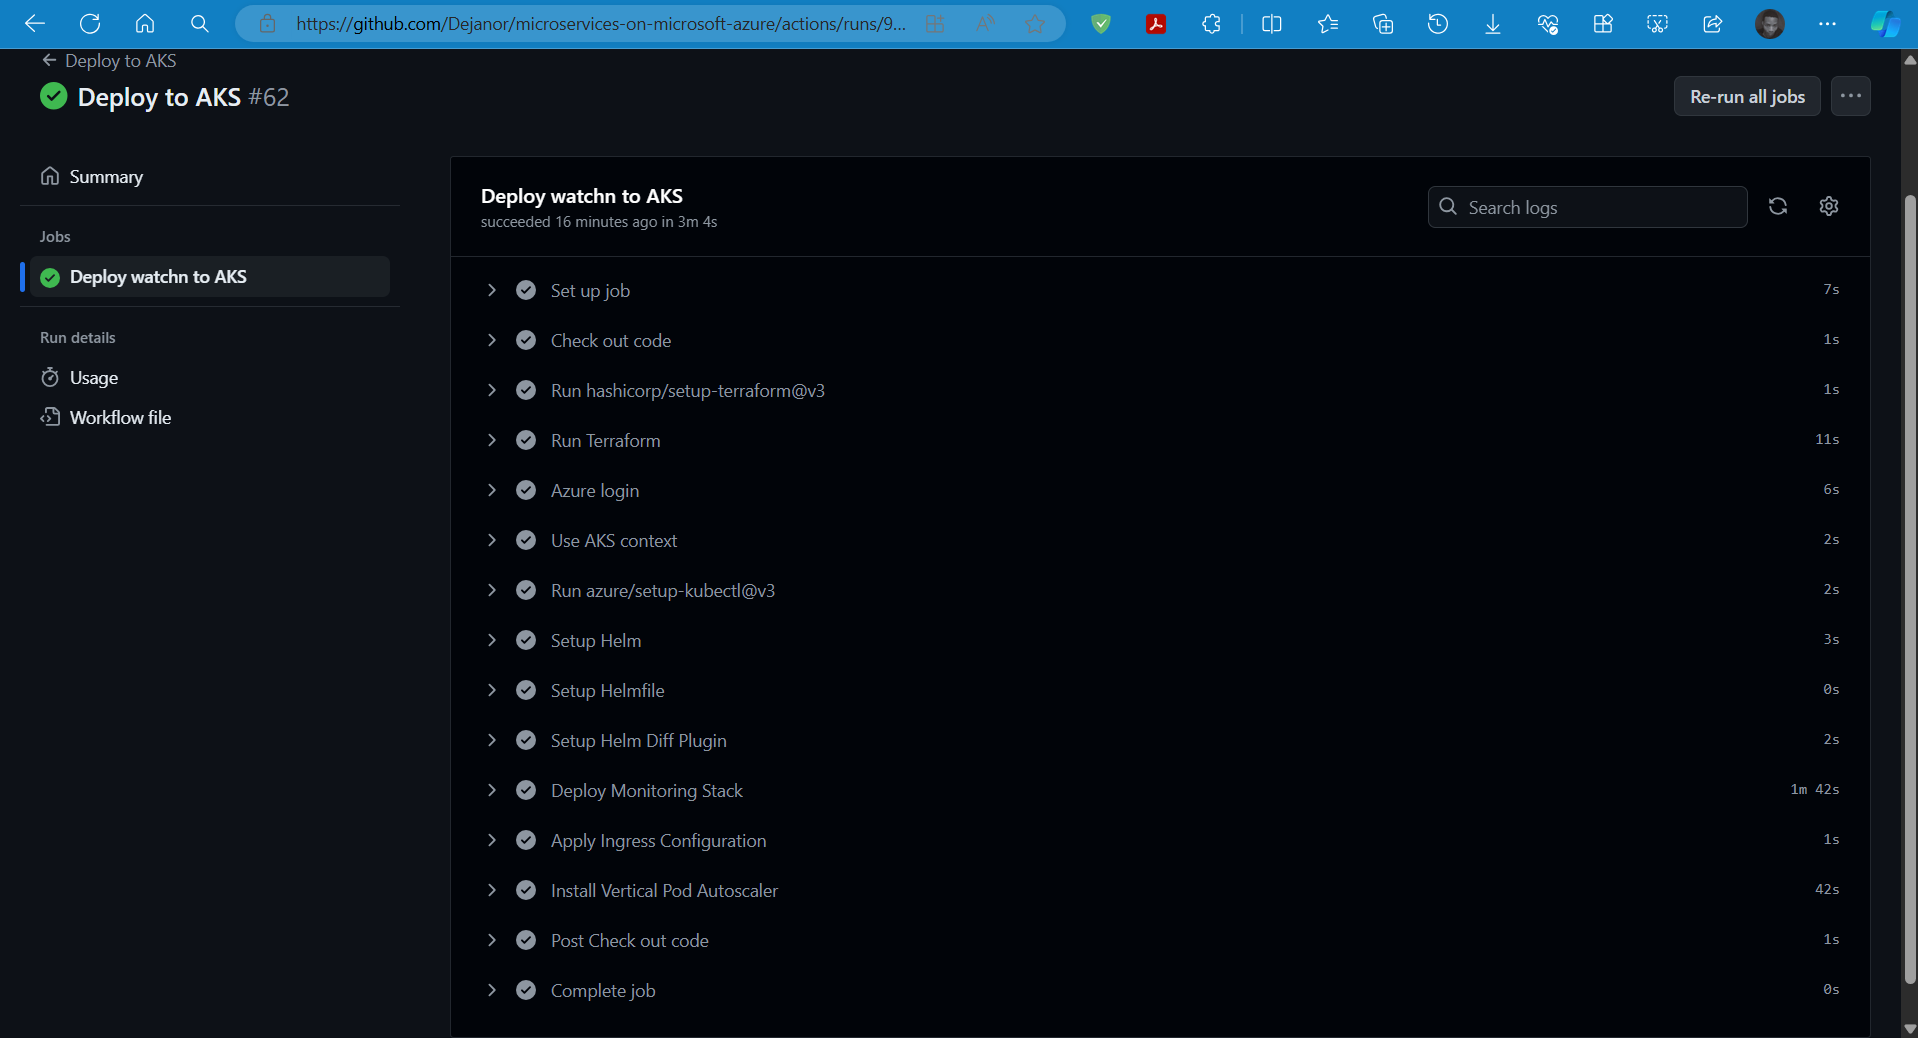 https://github.com/Dejanor/microservices-on-microsoft-azure/actions/runs/9...
Deploy to AKS
Deploy to AKS #62
Re-run all jobs
Summary
Jobs
Deploy watchn to AKS
Run details
Usage
Workflow file
Deploy watchn to AKS
succeeded 16 minutes ago in 3m 4s
Search logs
Set up job 7s
Check out code 1s
Run hashicorp/setup-terraform@v3 1s
Run Terraform 11s
Azure login 6s
Use AKS context 2s
Run azure/setup-kubectl@v3 2s
Setup Helm 3s
Setup Helmfile 0s
Setup Helm Diff Plugin 2s
Deploy Monitoring Stack 1m 42s
Apply Ingress Configuration 1s
Install Vertical Pod Autoscaler 42s
Post Check out code 1s
Complete job 0s